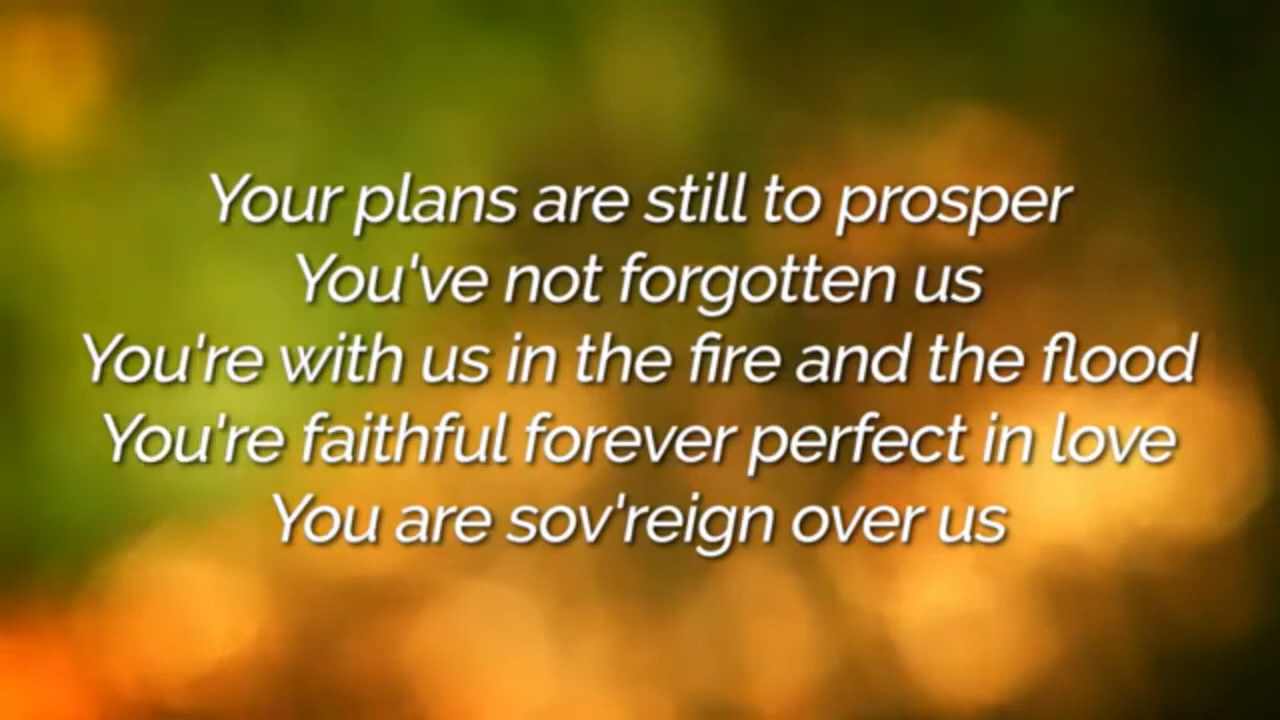 Your plans are still to prosper
You've not forgotten us
You're with us in the fire and the flood
You're faithful forever perfect in love
You are sov'reign over us